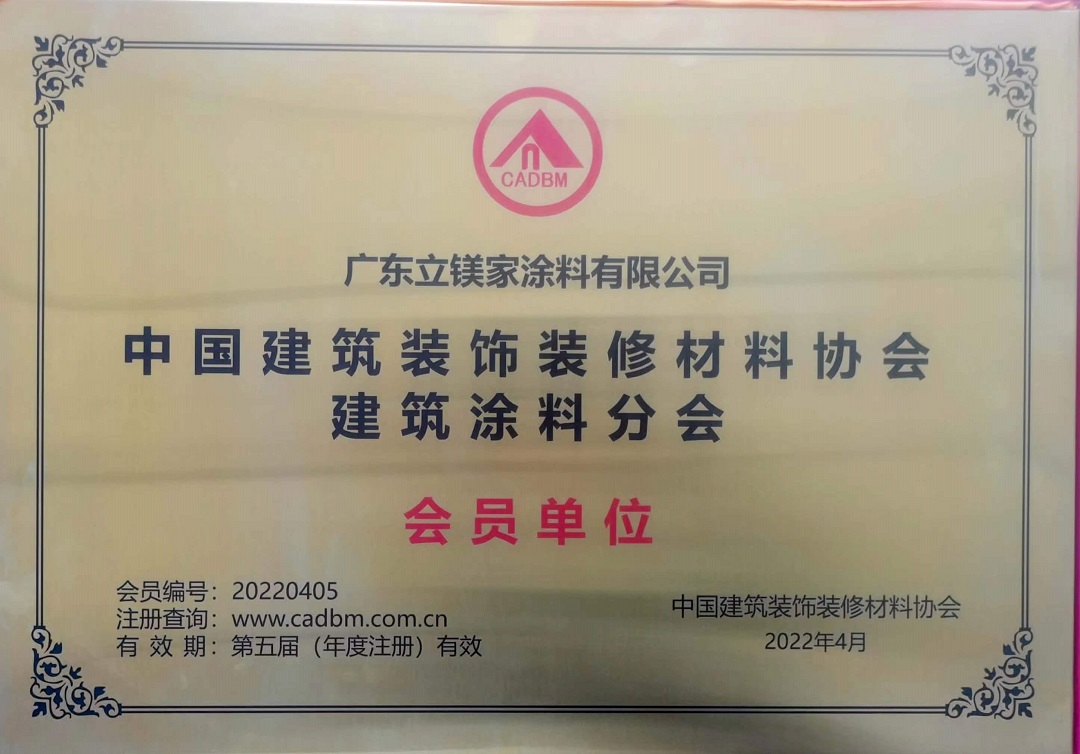 CADBM
广东立镁家涂料有限公司
中国建筑装饰装修材料协会
建筑涂料分会
会员单位
会员编号：20220405
注册查询：www.cadbm.com.cn
有 效 期：第五届（年度注册）有效
中国建筑装饰装修材料协会
2022年4月